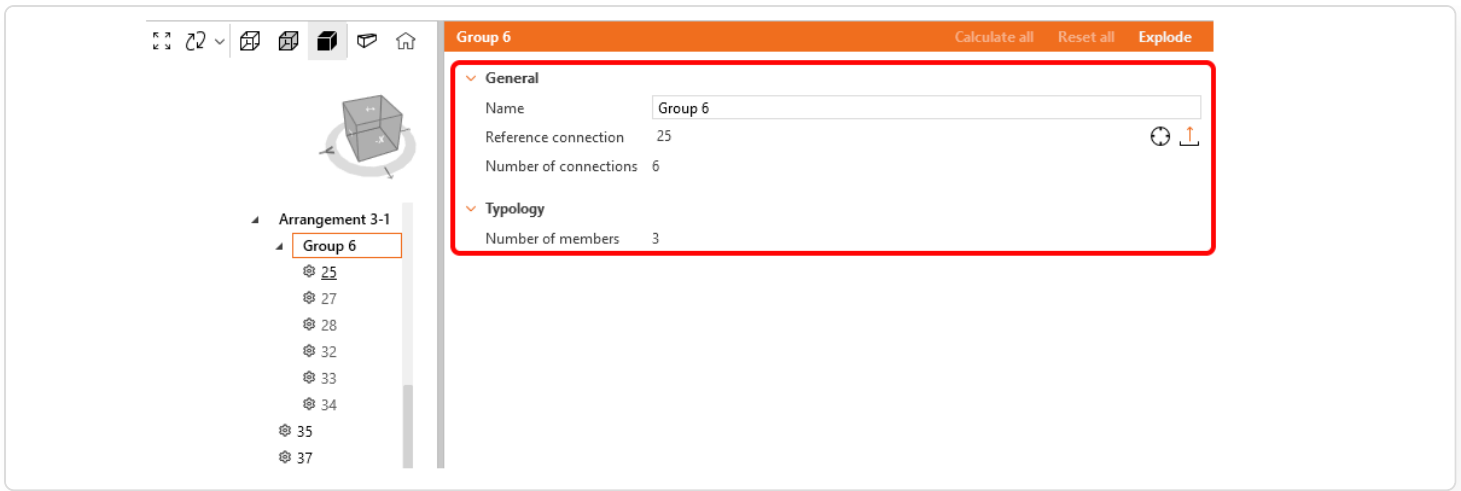 Group 6 Calculate all Reset all Explode
General
Name Group 6
Reference connection 25
Number of connections 6
Typology
Number of members 3
Arrangement 3-1
Group 6
25
27
28
32
33
34
35
37